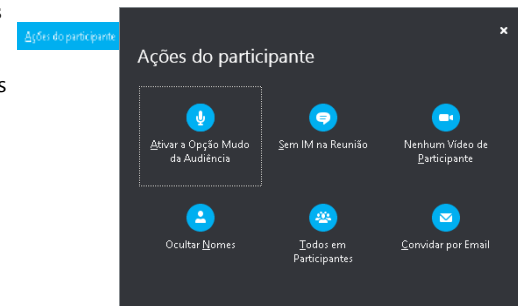 s
Ações do participante
s
Ações do participante
Ativar a Opção Mudo
da Audiência
Sem IM na Reunião
Nenhum Vídeo de
Participante
Ocultar Nomes
Todos em
Participantes
Convidar por Email